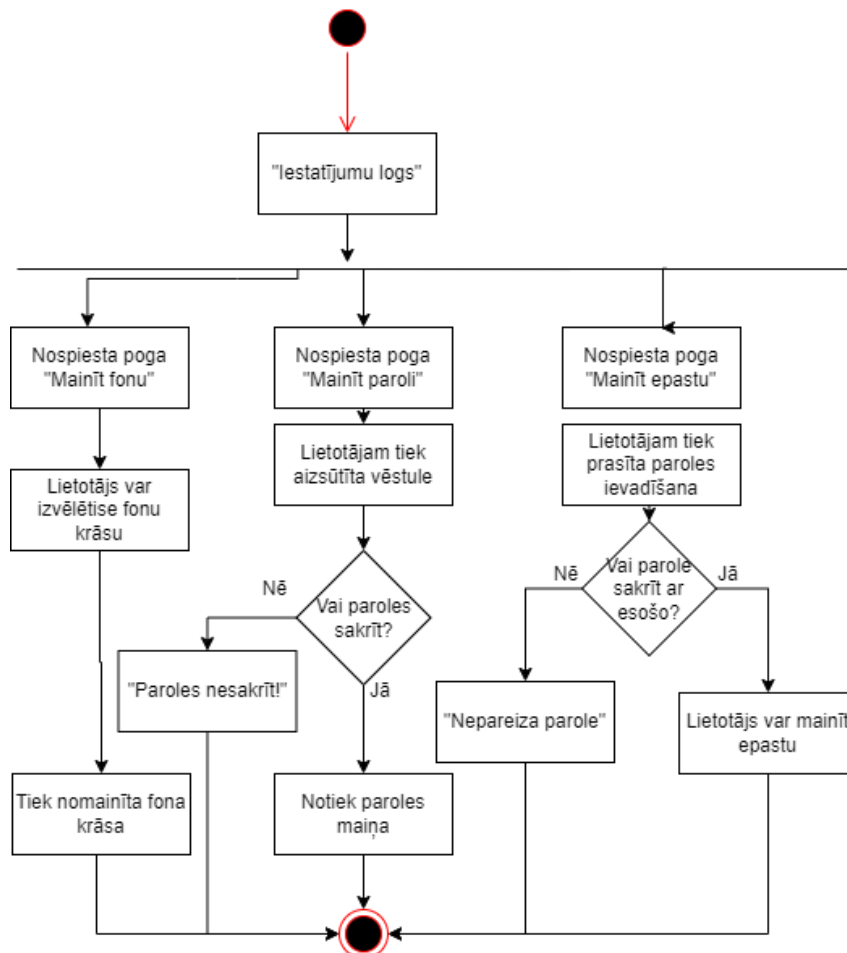 "Iestatījumu logs"
Nospiesta poga
"Mainīt fonu"
Nospiesta poga
"Mainīt paroli"
Nospiesta poga
"Mainīt epastu"
Lietotājs var
izvēlētise fonu
krāsu
Lietotājam tiek
aizsūtīta vēstule
Lietotājam tiek
prasīta paroles
ievadīšana
Nē
Vai paroles
sakrīt?
Jā
Nē
Vai parole
sakrīt ar
esošo?
Jā
"Paroles nesakrīt!"
"Nepareiza parole"
Lietotājs var mainīt
epastu
Tiek nomainīta fona
krāsa
Notiek paroles
maiņa